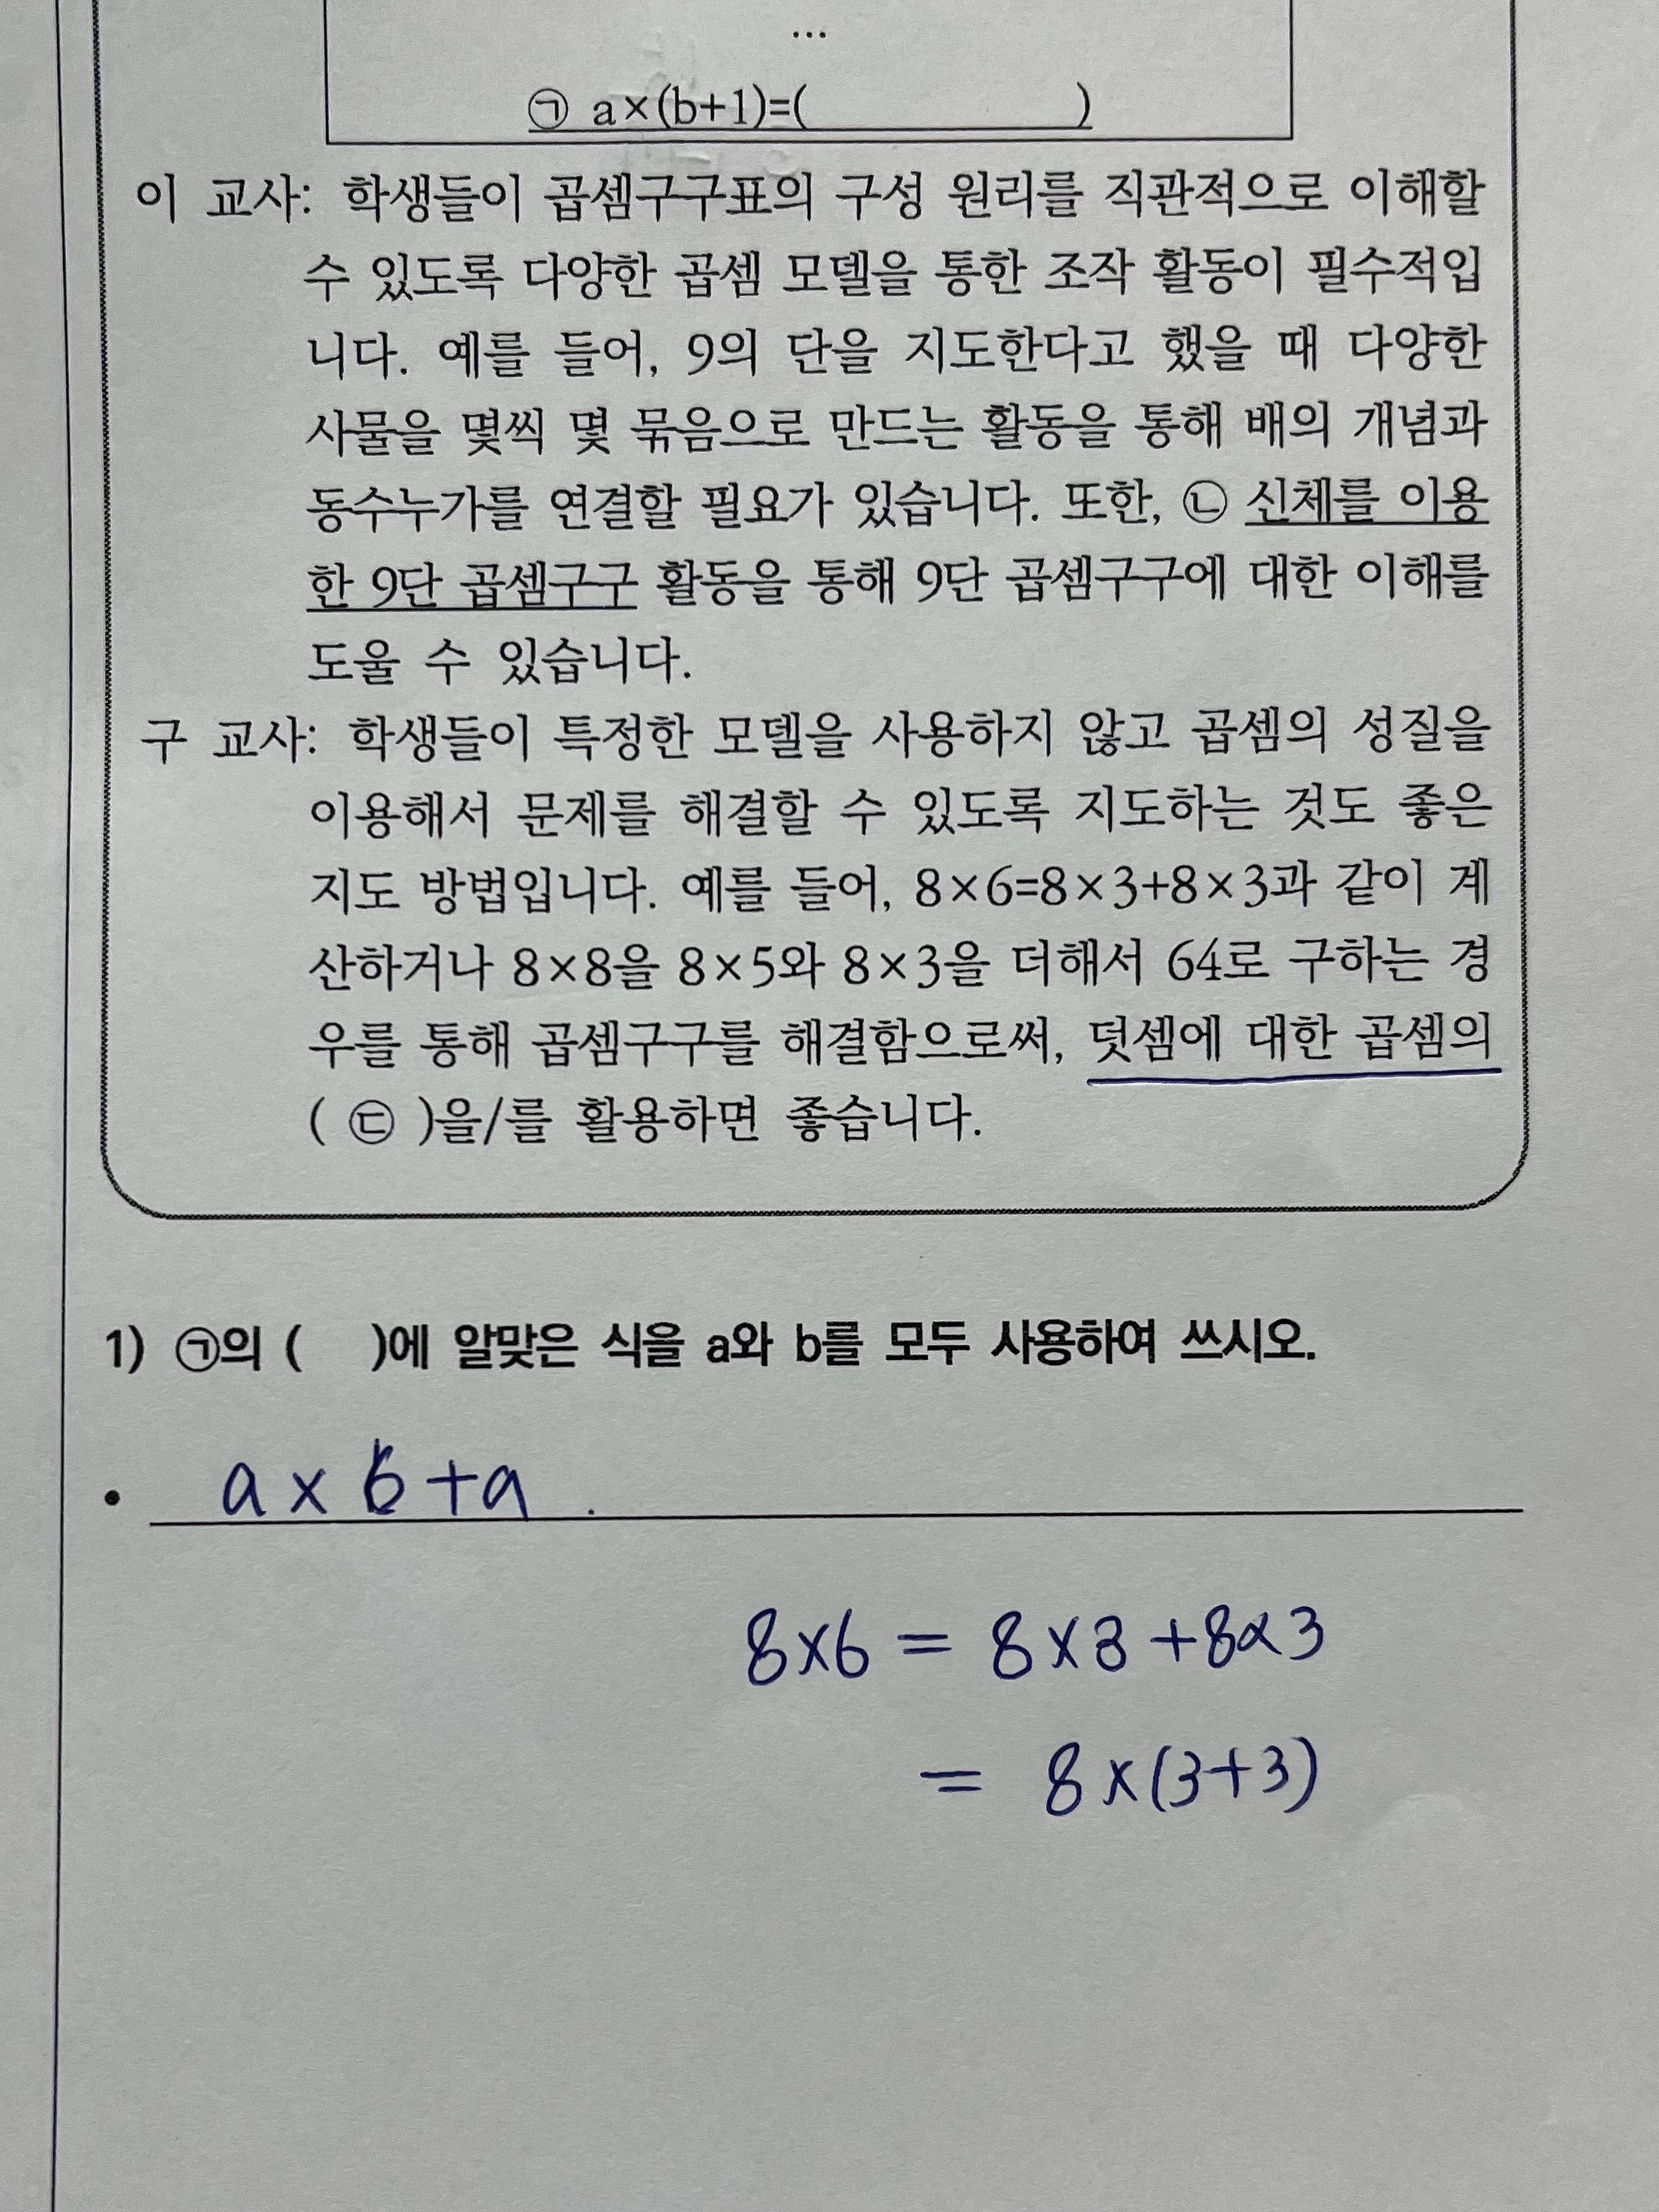 ...
㉠ a×(b+1)=( )
이 교사: 학생들이 곱셈구구표의 구성 원리를 직관적으로 이해할
수 있도록 다양한 곱셈 모델을 통한 조작 활동이 필수적입
니다. 예를 들어, 9의 단을 지도한다고 했을 때 다양한
사물을 몇씩 몇 묶음으로 만드는 활동을 통해 배의 개념과
동수누가를 연결할 필요가 있습니다. 또한, ㉡ 신체를 이용
한 9단 곱셈구구 활동을 통해 9단 곱셈구구에 대한 이해를
도울 수 있습니다.
구 교사: 학생들이 특정한 모델을 사용하지 않고 곱셈의 성질을
이용해서 문제를 해결할 수 있도록 지도하는 것도 좋은
지도 방법입니다. 예를 들어, 8×6=8×3+8×3과 같이 계
산하거나 8×8을 8×5와 8×3을 더해서 64로 구하는 경
우를 통해 곱셈구구를 해결함으로써, 덧셈에 대한 곱셈의
( ㉢ )을/를 활용하면 좋습니다.
1) ㉠의 ( )에 알맞은 식을 a와 b를 모두 사용하여 쓰시오.
• a × b + a .
8×6 = 8×3 +8×3
= 8×(3+3)